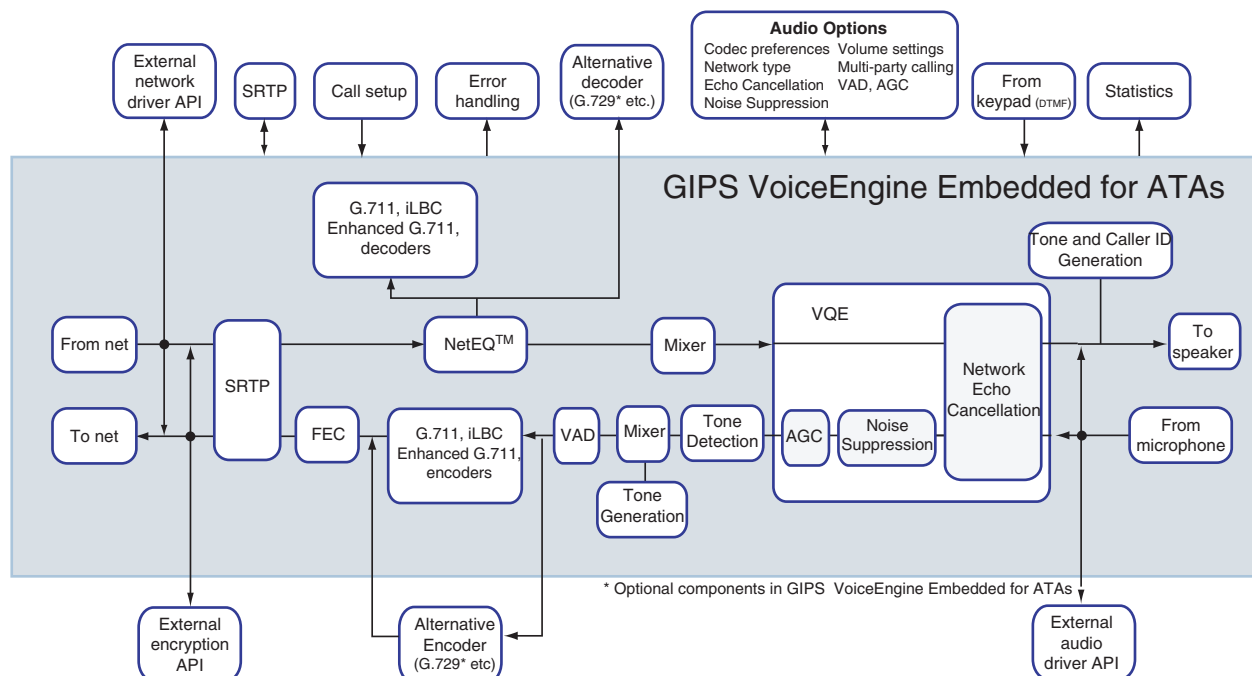 External
network
driver API
SRTP
Call setup
Error
handling
Alternative
decoder
(G.729* etc.)
Audio Options
Codec preferences Volume settings
Network type Multi-party calling
Echo Cancellation VAD, AGC
Noise Suppression
From
keypad (DTMF)
Statistics
GIPS VoiceEngine Embedded for ATAs
G.711, iLBC
Enhanced G.711,
decoders
Tone and Caller ID
Generation
From net
SRTP
NetEQ™
Mixer
VQE
Network
Echo
Cancellation
To
speaker
To net
FEC
G.711, iLBC
Enhanced G.711,
encoders
VAD
Mixer
Tone
Detection
AGC
Noise
Suppression
From
microphone
Tone
Generation
* Optional components in GIPS VoiceEngine Embedded for ATAs
External
encryption
API
Alternative
Encoder
(G.729* etc)
External
audio
driver API